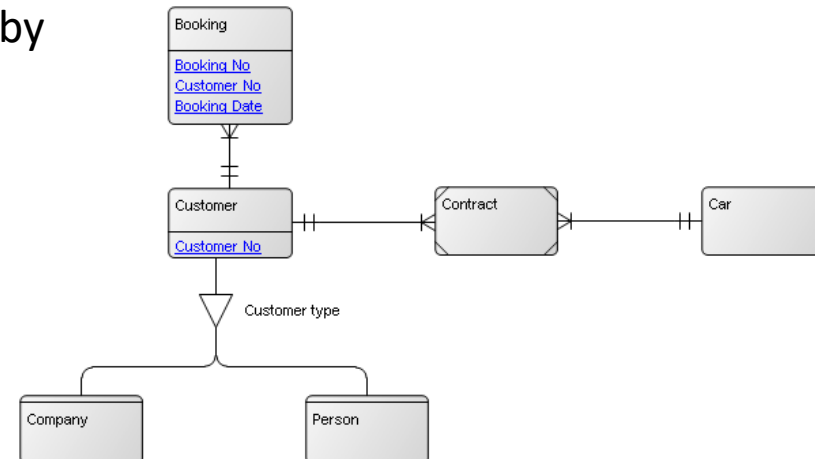 by
Booking
Booking No
Customer No
Booking Date
Customer
Customer No
Contract
Car
Customer type
Company
Person